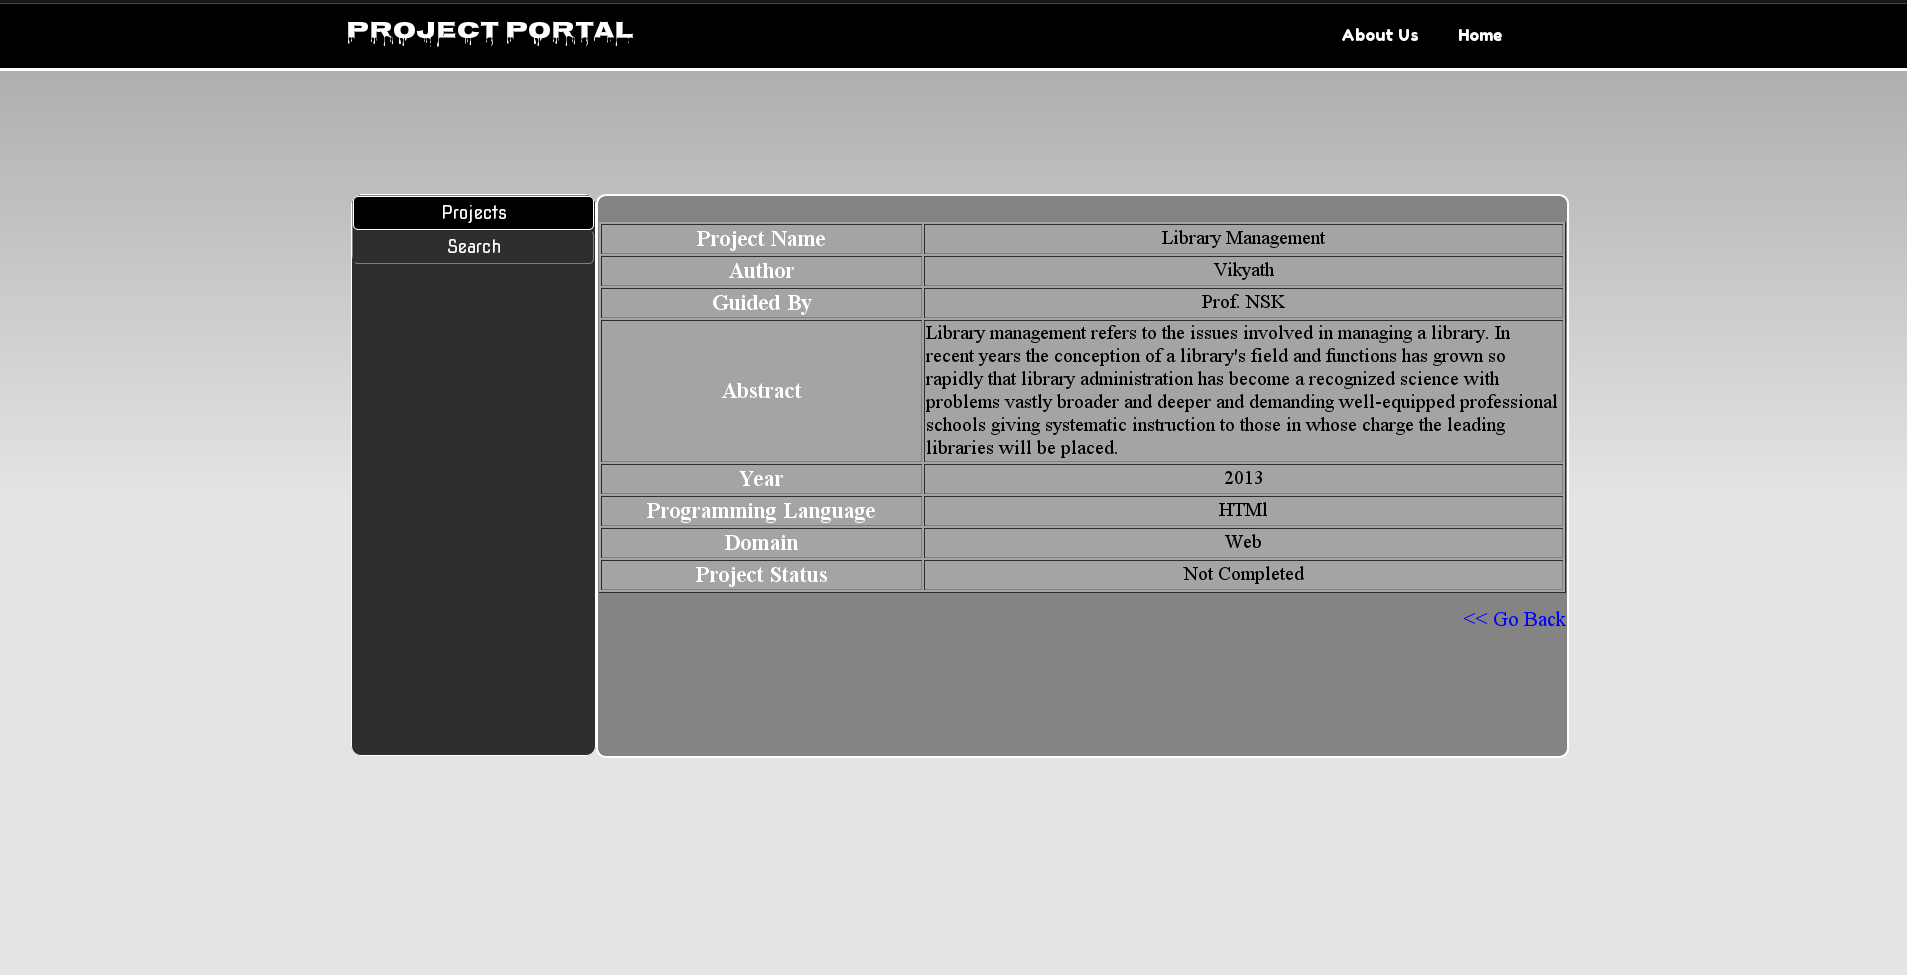 PROJECT PORTAL
About Us Home
Projects
Search
Project Name Library Management
Author Vikyath
Guided By Prof. NSK
Abstract
Library management refers to the issues involved in managing a library. In
recent years the conception of a library's field and functions has grown so
rapidly that library administration has become a recognized science with
problems vastly broader and deeper and demanding well-equipped professional
schools giving systematic instruction to those in whose charge the leading
libraries will be placed.
Year 2013
Programming Language HTMl
Domain Web
Project Status Not Completed
<< Go Back